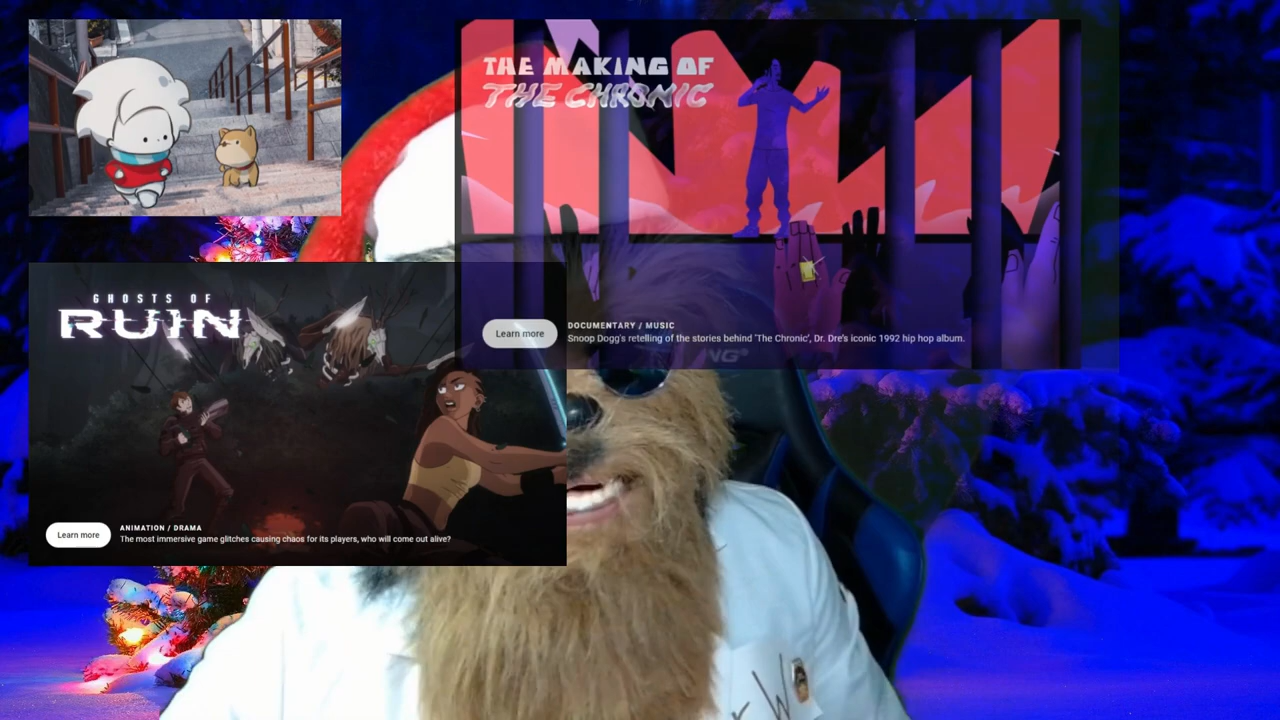 THE MAKING OF
THE CHRONIC
Learn more
DOCUMENTARY / MUSIC
Snoop Dogg's retelling of the stories behind 'The Chronic', Dr. Dre's iconic 1992 hip hop album.
GHOSTS OF
RUIN
Learn more
ANIMATION / DRAMA
The most immersive game glitches causing chaos for its players, who will come out alive?